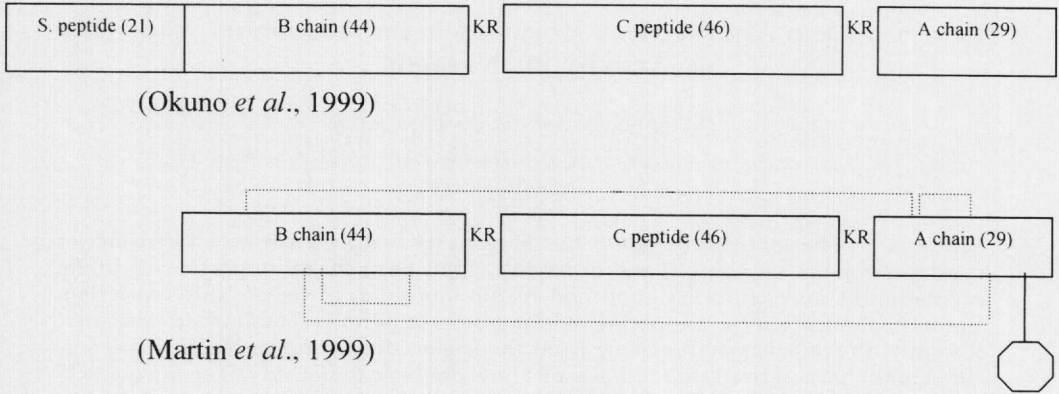 S. peptide (21) B chain (44) KR C peptide (46) KR A chain (29)
(Okuno et al., 1999)
B chain (44) KR C peptide (46) KR A chain (29)
(Martin et al., 1999)